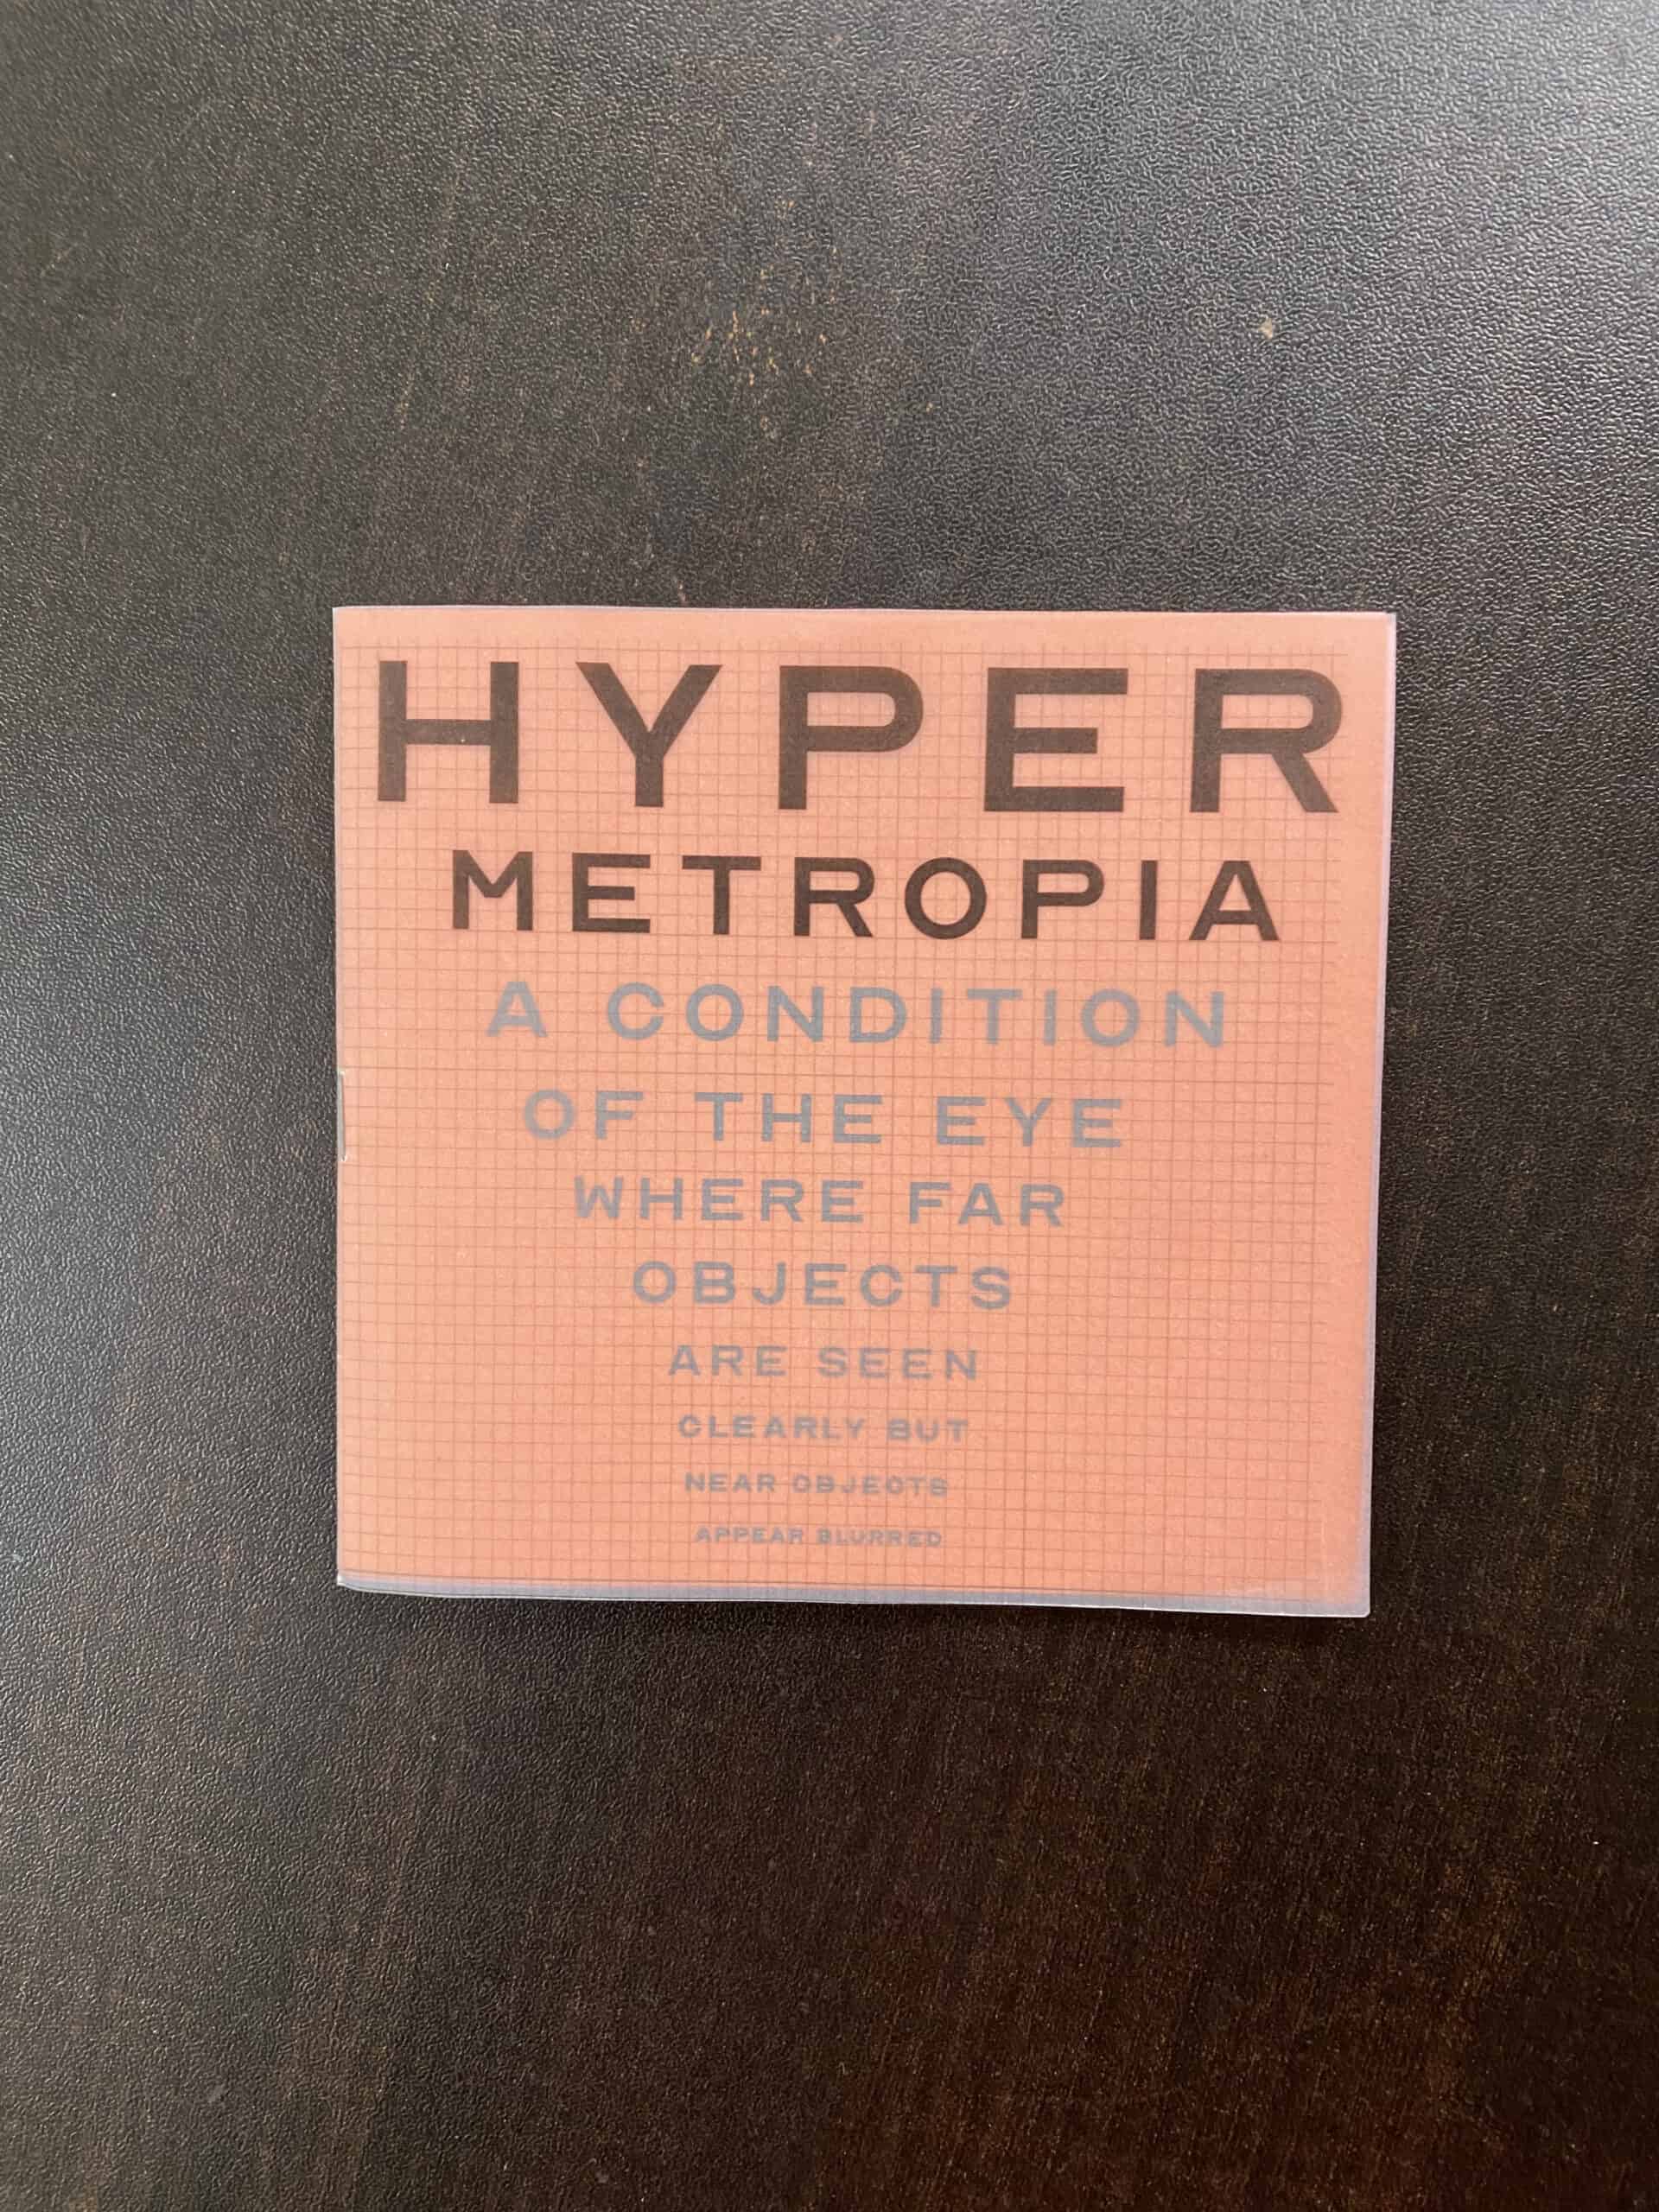 HYPER
METROPIA
A CONDITION
OF THE EYE
WHERE FAR
OBJECTS
ARE SEEN
CLEARLY BUT
NEAR OBJECTS
APPEAR BLURRED